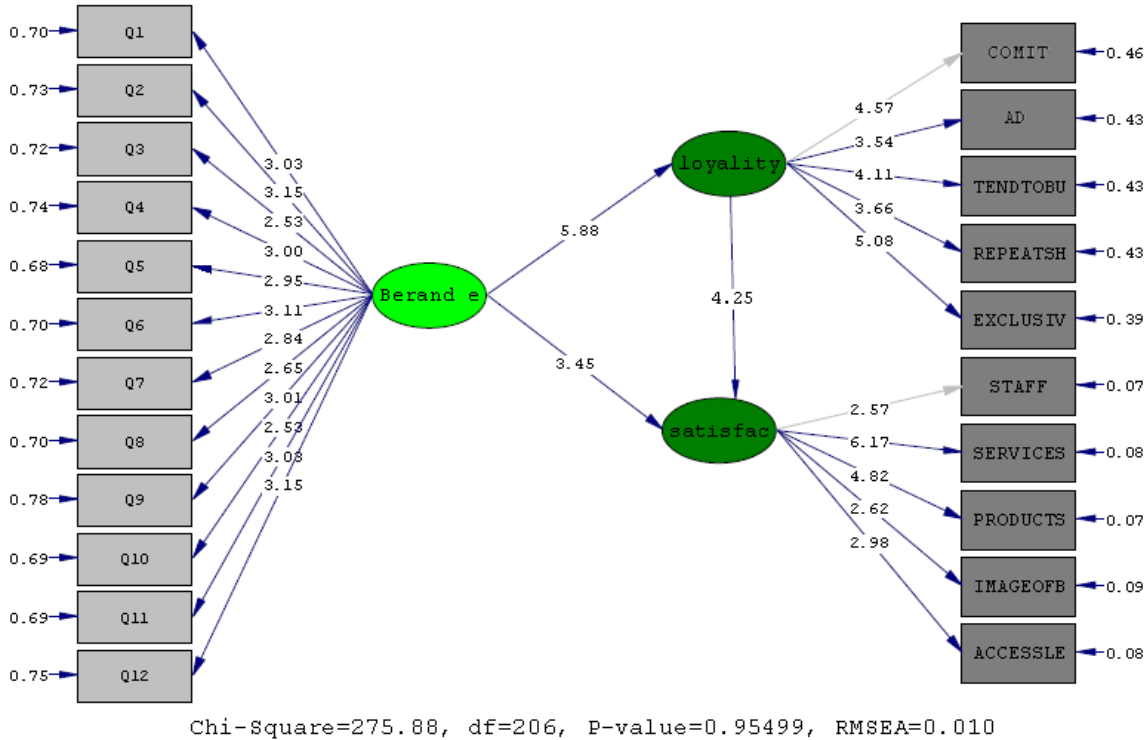 0.70 Q1
0.73 Q2
0.72 Q3
0.74 Q4
0.68 Q5
0.70 Q6
0.72 Q7
0.70 Q8
0.78 Q9
0.69 Q10
0.69 Q11
0.75 Q12
3.03
3.15
2.53
3.00
2.95
3.11
2.84
2.65
3.01
2.53
3.08
3.15
Berand e
5.88
3.45
loyality
4.25
satisfac
4.57
3.54
4.11
3.66
5.08
2.57
6.17
4.82
2.62
2.98
COMIT 0.46
AD 0.43
TENDTOBU 0.43
REPEATSH 0.43
EXCLUSIV 0.39
STAFF 0.07
SERVICES 0.08
PRODUCTS 0.07
IMAGEOFB 0.09
ACCESSLE 0.08
Chi-Square=275.88, df=206, P-value=0.95499, RMSEA=0.010